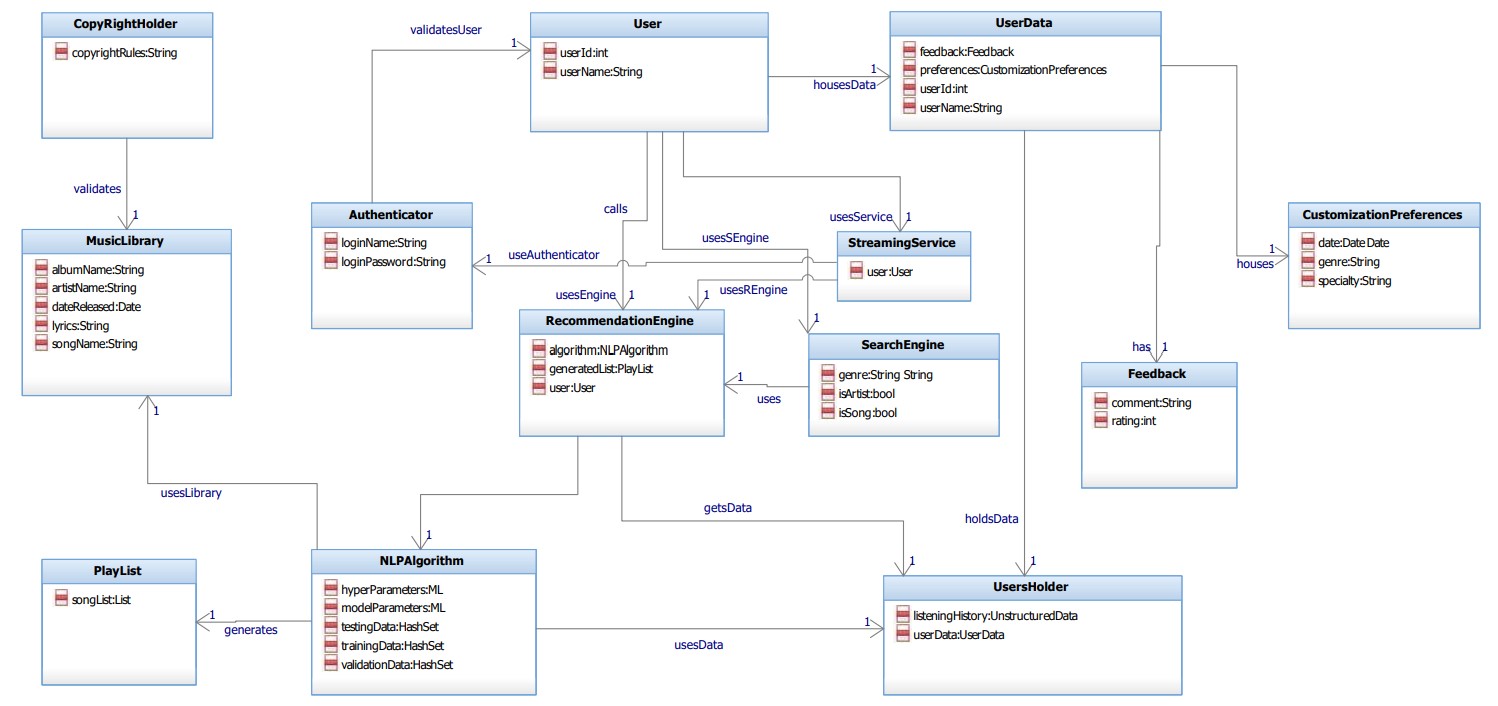 CopyRightHolder
copyrightRules:String
validatesUser
1
User
userId:int
userName:String
1
housesData
UserData
feedback:Feedback
preferences:CustomizationPreferences
userId:int
userName:String
validates
1
MusicLibrary
albumName:String
artistName:String
dateReleased:Date
lyrics:String
songName:String
Authenticator
loginName:String
loginPassword:String
1
useAuthenticator
calls
usesEngine
1
usesSEngine
1
usesService
1
StreamingService
user:User
1
usesREngine
1
houses
CustomizationPreferences
date:Date Date
genre:String
specialty:String
RecommendationEngine
algorithm:NLPAlgorithm
generatedList:PlayList
user:User
1
uses
SearchEngine
genre:String String
isArtist:bool
isSong:bool
has
1
Feedback
comment:String
rating:int
1
usesLibrary
getsData
holdsData
1
1
1
PlayList
songList:List
1
generates
NLPAlgorithm
hyperParameters:ML
modelParameters:ML
testingData:HashSet
trainingData:HashSet
validationData:HashSet
1
usesData
UsersHolder
listeningHistory:UnstructuredData
userData:UserData